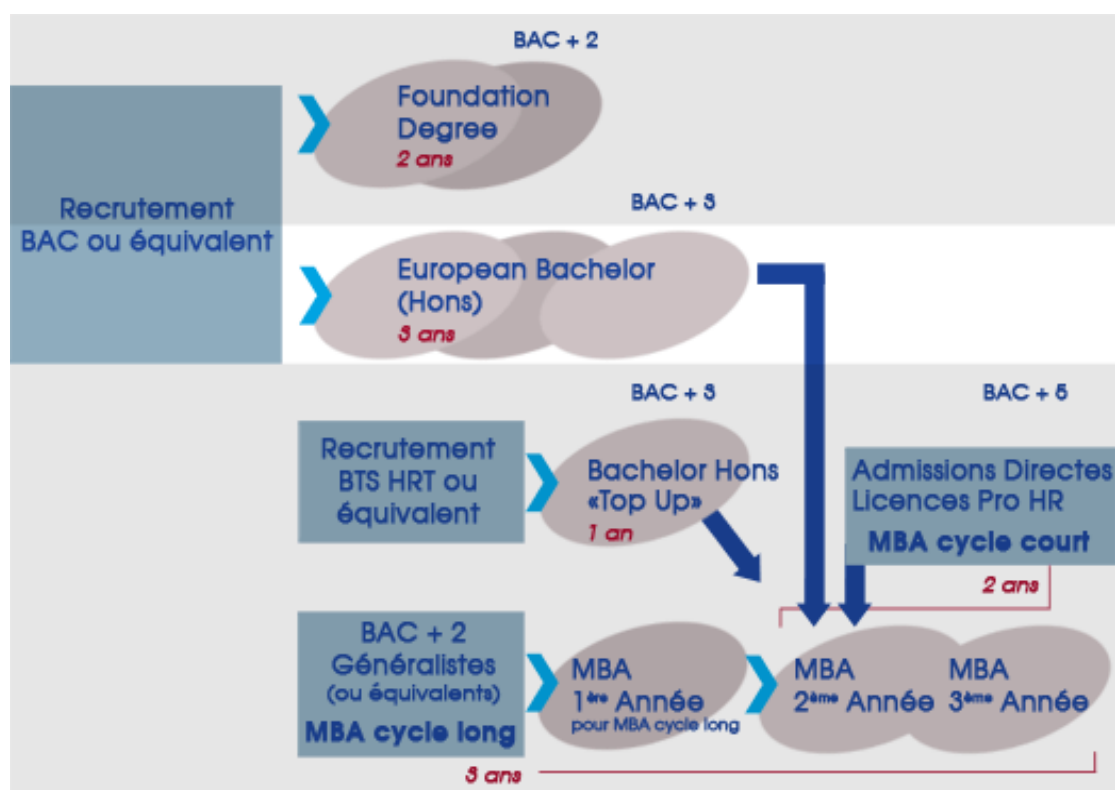 BAC + 2
Foundation
Degree
2 ans
Recrutement
BAC ou équivalent
BAC + 3
European Bachelor
(Hons)
3 ans
BAC + 3
BAC + 5
Recrutement
BTS HRT ou
équivalent
Bachelor Hons
«Top Up»
1 an
Admissions Directes
Licences Pro HR
MBA cycle court
2 ans
BAC + 2
Généralistes
(ou équivalents)
MBA cycle long
MBA
1ère Année
pour MBA cycle long
MBA
2ème Année
MBA
3ème Année
3 ans